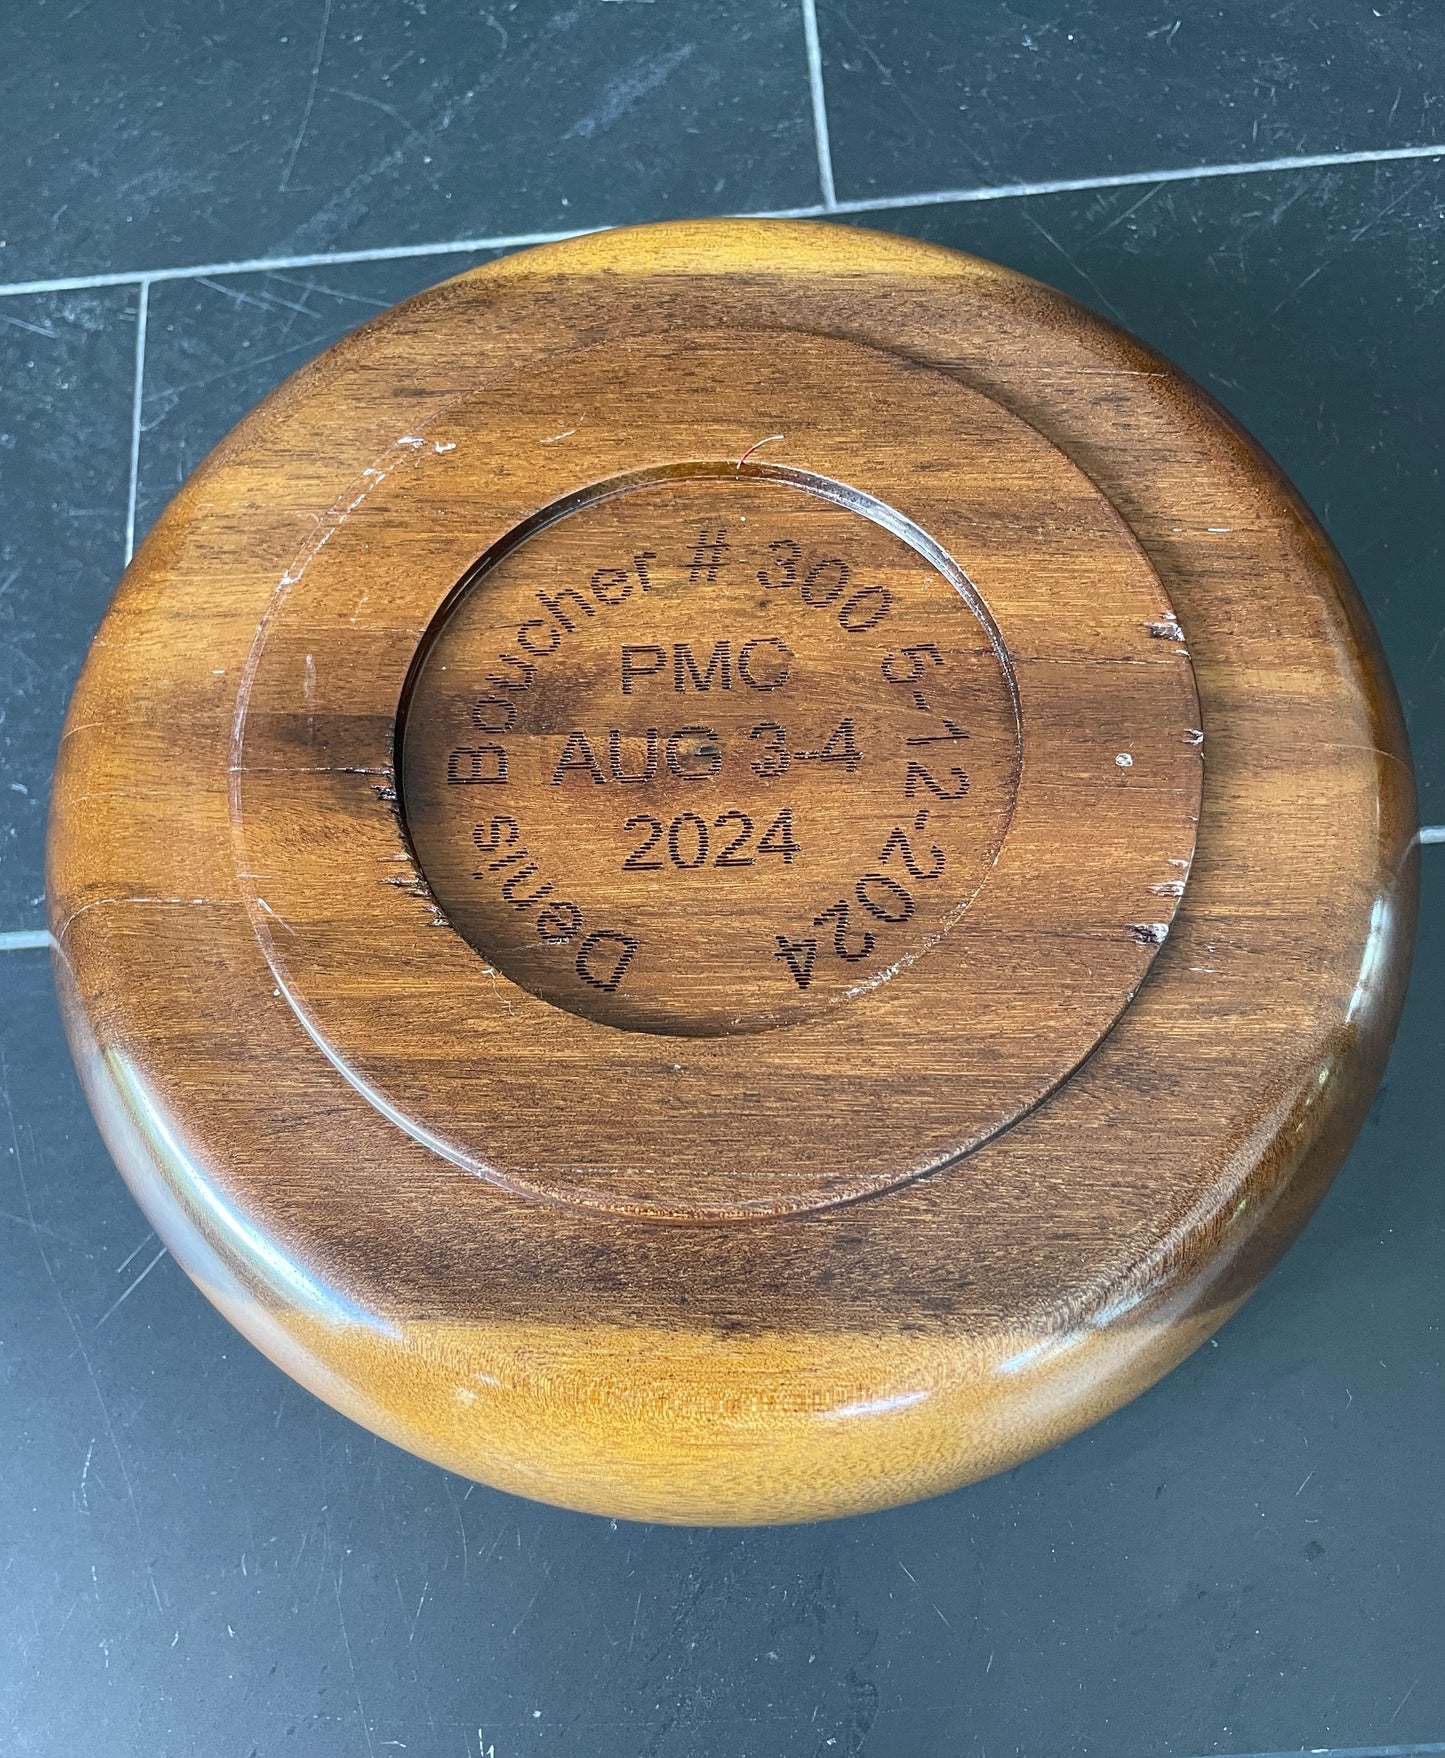 Denis Boucher # 300 5-12-2024
PMC
AUG 3-4
2024